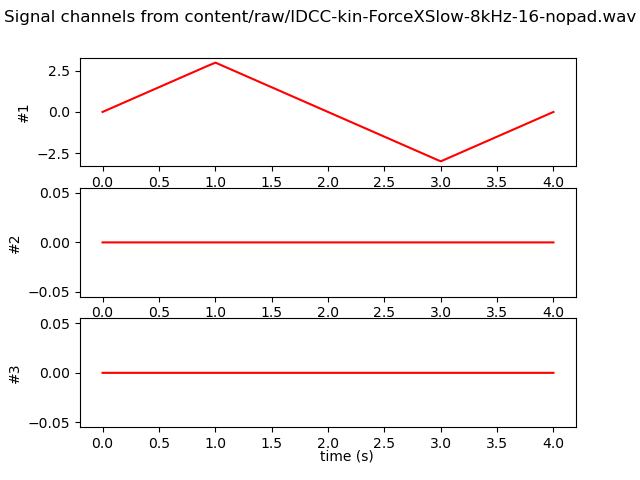 Signal channels from content/raw/IDCC-kin-ForceXSlow-8kHz-16-nopad.wav
2.5
0.0
−2.5
#1
0.0 0.5 1.0 1.5 2.0 2.5 3.0 3.5 4.0
0.05
0.00
−0.05
#2
0.0 0.5 1.0 1.5 2.0 2.5 3.0 3.5 4.0
0.05
0.00
−0.05
#3
0.0 0.5 1.0 1.5 2.0 2.5 3.0 3.5 4.0
time (s)